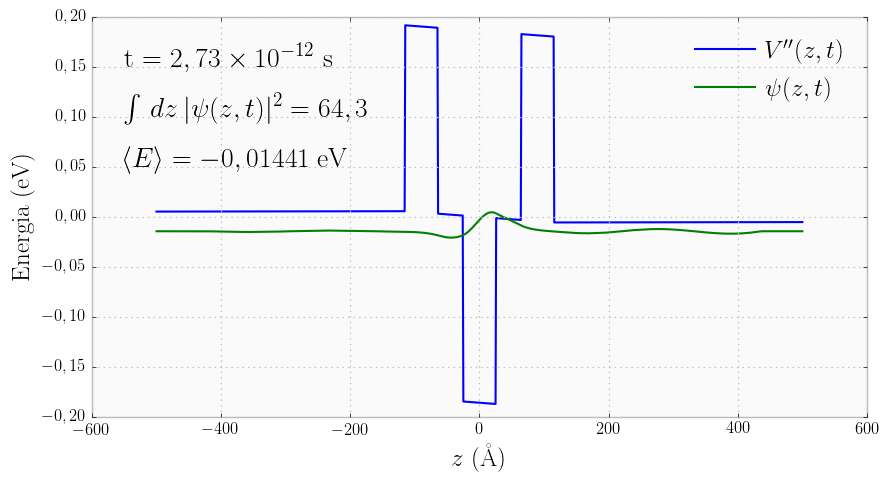 t = 2,73 × 10⁻¹² s
∫ dz |ψ(z,t)|² = 64,3
⟨E⟩ = −0,01441 eV
V″(z,t)
ψ(z,t)
Energia (eV)
0,20
0,15
0,10
0,05
0,00
−0,05
−0,10
−0,15
−0,20
−600 −400 −200 0 200 400 600
z (Å)